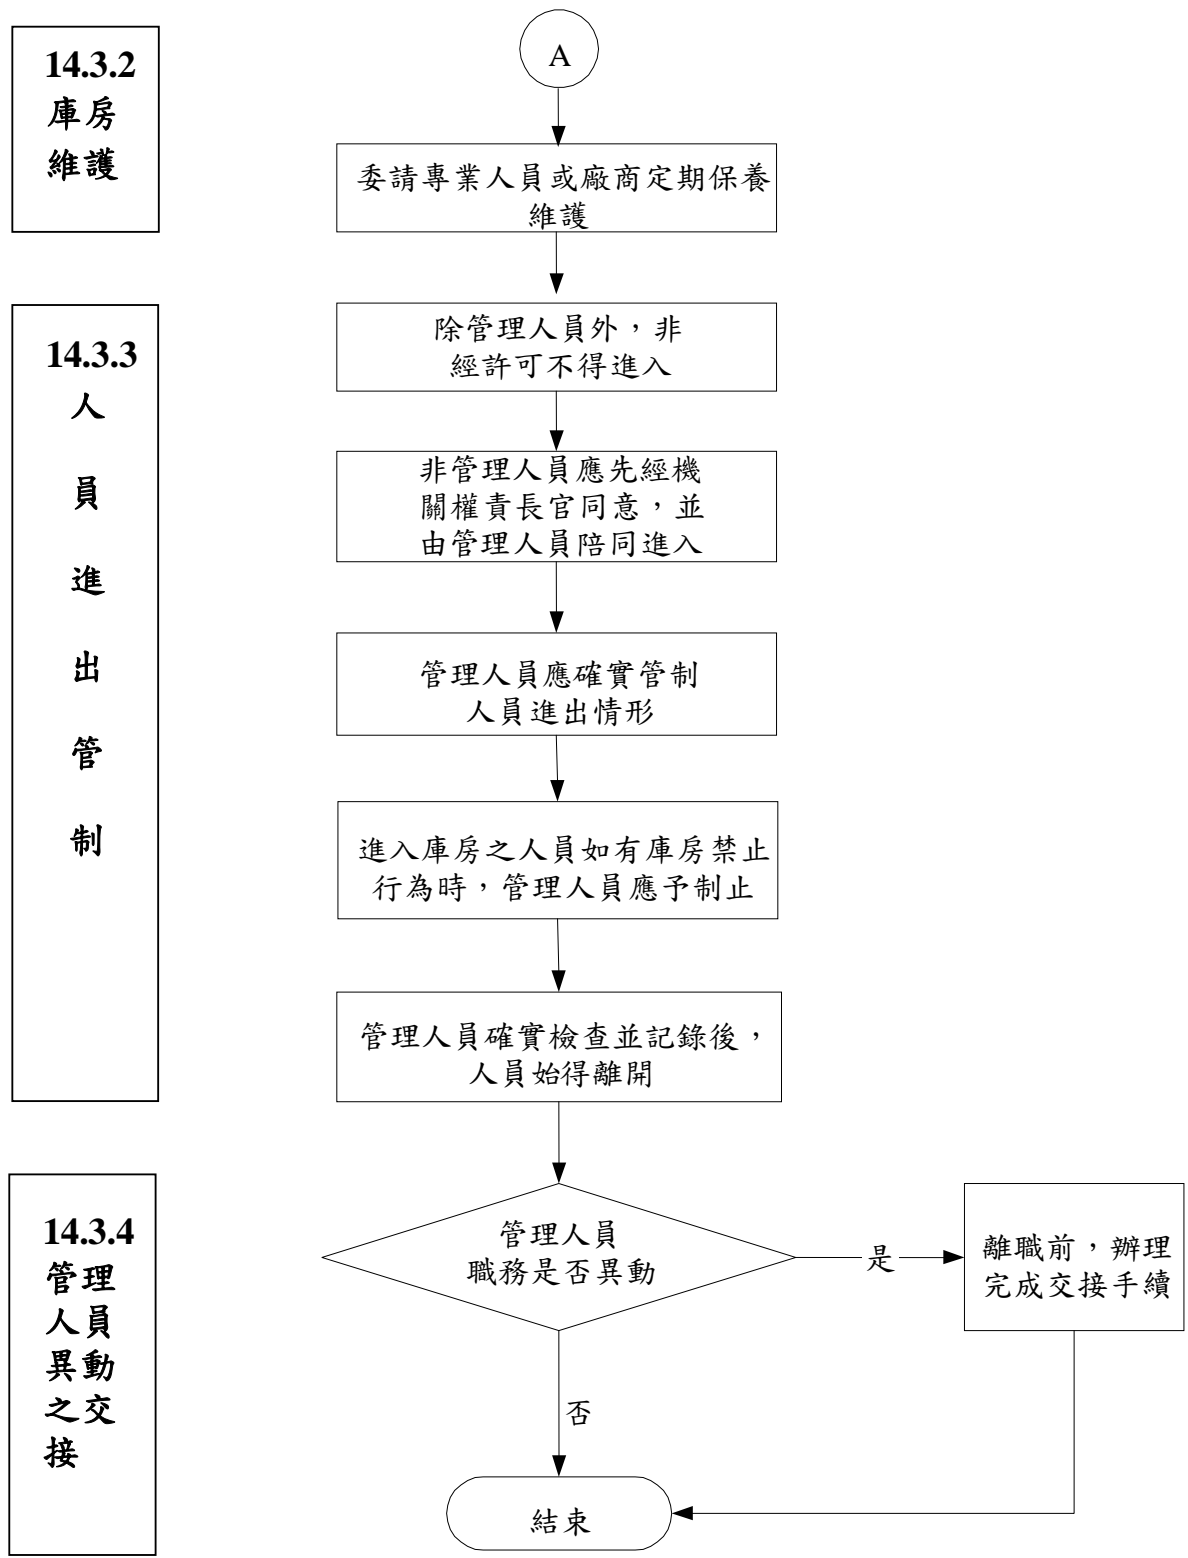 14.3.2
庫房
維護
A
委請專業人員或廠商定期保養
維護
14.3.3
人
員
進
出
管
制
除管理人員外，非
經許可不得進入
非管理人員應先經機
關權責長官同意，並
由管理人員陪同進入
管理人員應確實管制
人員進出情形
進入庫房之人員如有庫房禁止
行為時，管理人員應予制止
管理人員確實檢查並記錄後，
人員始得離開
14.3.4
管理
人員
異動
之交
接
管理人員
職務是否異動
是
離職前，辦理
完成交接手續
否
結束